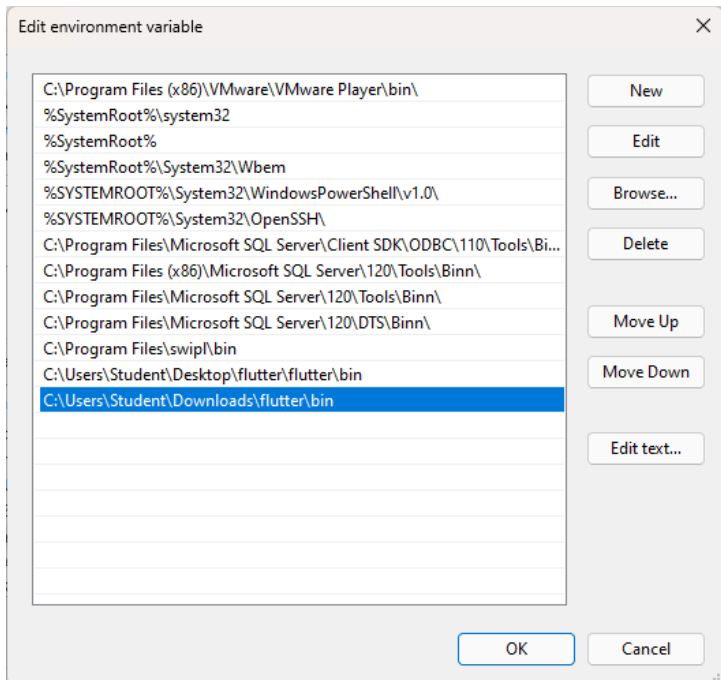 Edit environment variable
C:\Program Files (x86)\VMware\VMware Player\bin\
%SystemRoot%\system32
%SystemRoot%
%SystemRoot%\System32\Wbem
%SYSTEMROOT%\System32\WindowsPowerShell\v1.0\
%SYSTEMROOT%\System32\OpenSSH\
C:\Program Files\Microsoft SQL Server\Client SDK\ODBC\110\Tools\Bi...
C:\Program Files (x86)\Microsoft SQL Server\120\Tools\Binn\
C:\Program Files\Microsoft SQL Server\120\Tools\Binn\
C:\Program Files\Microsoft SQL Server\120\DTS\Binn\
C:\Program Files\swipl\bin
C:\Users\Student\Desktop\flutter\flutter\bin
C:\Users\Student\Downloads\flutter\bin
New
Edit
Browse...
Delete
Move Up
Move Down
Edit text...
OK
Cancel